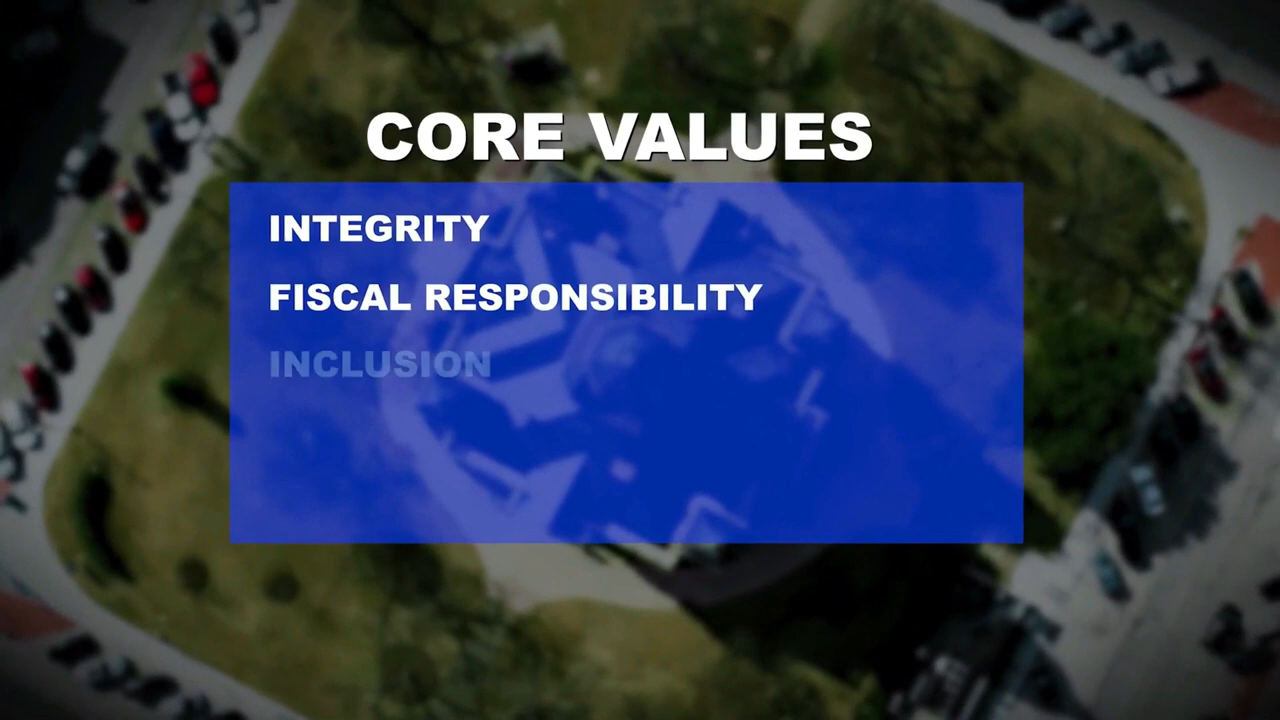 CORE VALUES
INTEGRITY
FISCAL RESPONSIBILITY
INCLUSION